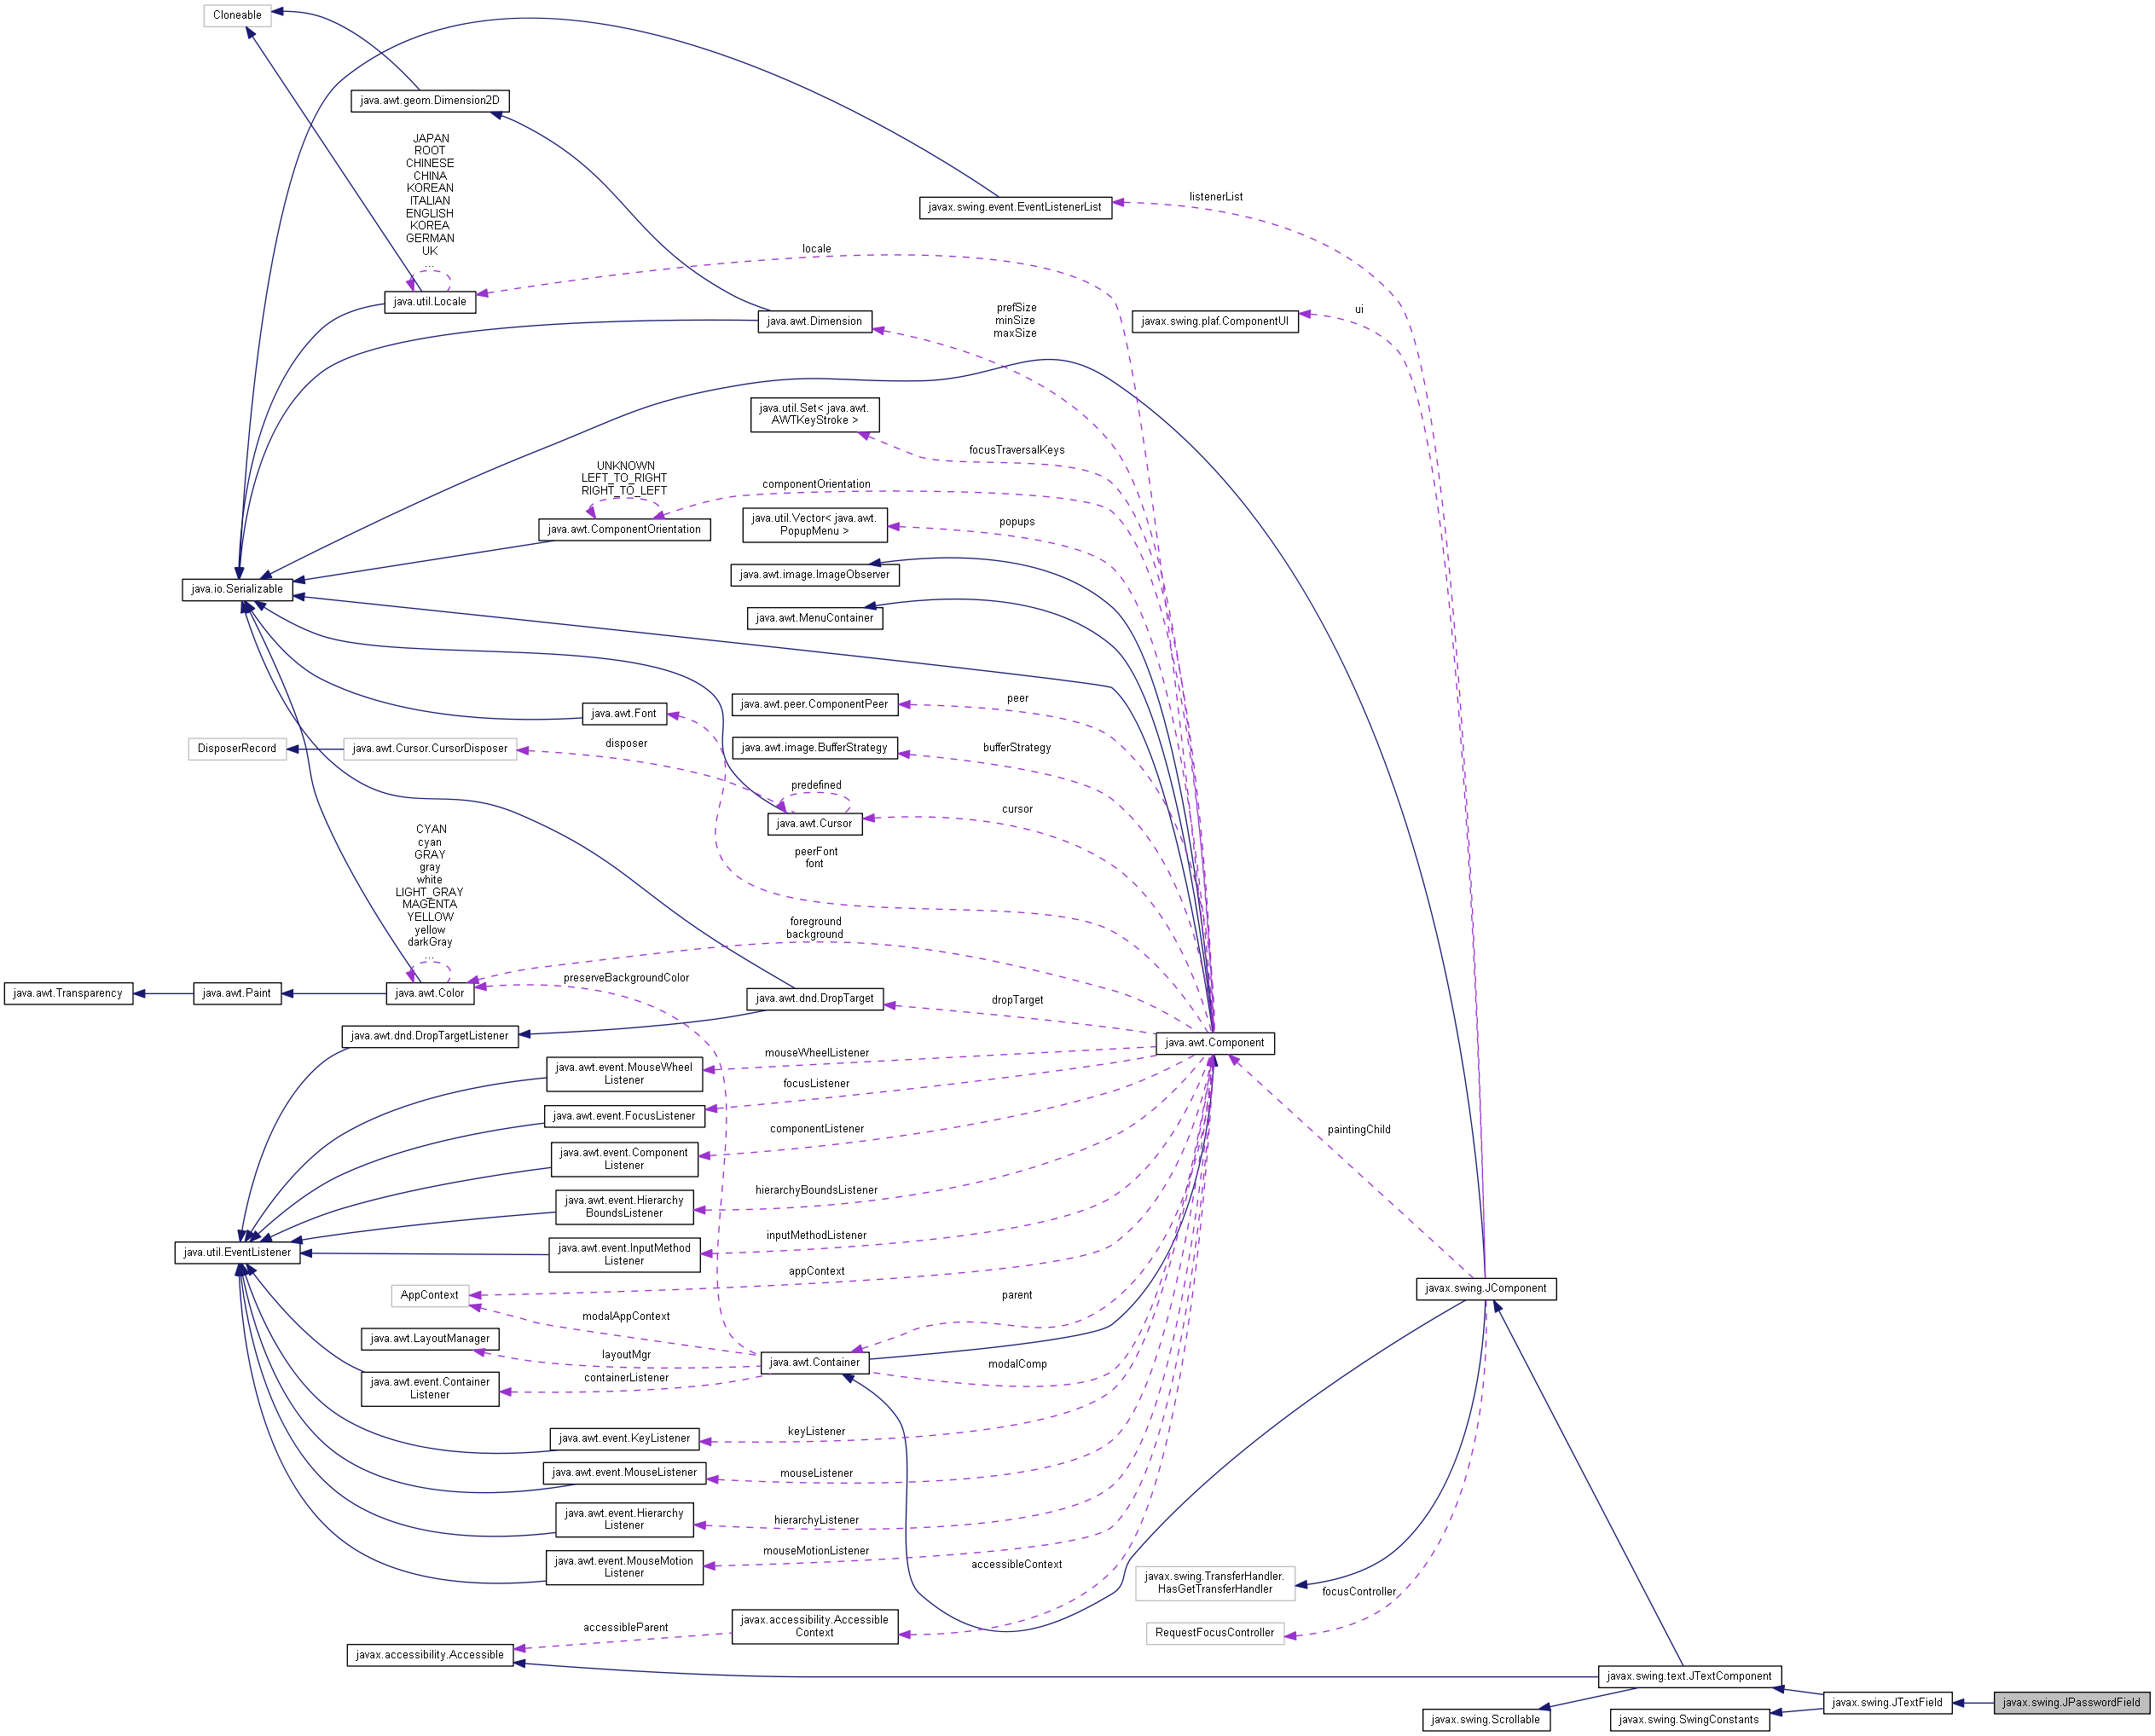 Cloneable
java.awt.geom.Dimension2D
JAPAN
ROOT
CHINESE
CHINA
KOREAN
ITALIAN
ENGLISH
KOREA
GERMAN
UK
...
javax.swing.event.EventListenerList
listenerList
locale
java.util.Locale
java.awt.Dimension
prefSize
minSize
maxSize
javax.swing.plaf.ComponentUI
ui
java.util.Set< java.awt.
AWTKeyStroke >
focusTraversalKeys
UNKNOWN
LEFT_TO_RIGHT
RIGHT_TO_LEFT
componentOrientation
java.awt.ComponentOrientation
java.util.Vector< java.awt.
PopupMenu >
popups
java.awt.image.ImageObserver
java.io.Serializable
java.awt.MenuContainer
java.awt.peer.ComponentPeer
peer
java.awt.Font
DisposerRecord
java.awt.Cursor.CursorDisposer
disposer
java.awt.image.BufferStrategy
bufferStrategy
predefined
java.awt.Cursor
cursor
peerFont
font
CYAN
cyan
GRAY
gray
white
LIGHT_GRAY
MAGENTA
YELLOW
yellow
darkGray
...
foreground
background
preserveBackgroundColor
java.awt.Transparency
java.awt.Paint
java.awt.Color
java.awt.dnd.DropTarget
dropTarget
java.awt.dnd.DropTargetListener
java.awt.Component
mouseWheelListener
java.awt.event.MouseWheel
Listener
focusListener
java.awt.event.FocusListener
componentListener
java.awt.event.Component
Listener
paintingChild
hierarchyBoundsListener
java.awt.event.Hierarchy
BoundsListener
inputMethodListener
java.util.EventListener
java.awt.event.InputMethod
Listener
appContext
AppContext
javax.swing.JComponent
modalAppContext
parent
java.awt.LayoutManager
layoutMgr
java.awt.Container
modalComp
containerListener
java.awt.event.Container
Listener
keyListener
java.awt.event.KeyListener
mouseListener
java.awt.event.MouseListener
java.awt.event.Hierarchy
Listener
hierarchyListener
mouseMotionListener
java.awt.event.MouseMotion
Listener
accessibleContext
javax.swing.TransferHandler.
HasGetTransferHandler
focusController
accessibleParent
javax.accessibility.Accessible
Context
RequestFocusController
javax.accessibility.Accessible
javax.swing.text.JTextComponent
javax.swing.Scrollable
javax.swing.SwingConstants
javax.swing.JTextField
javax.swing.JPasswordField